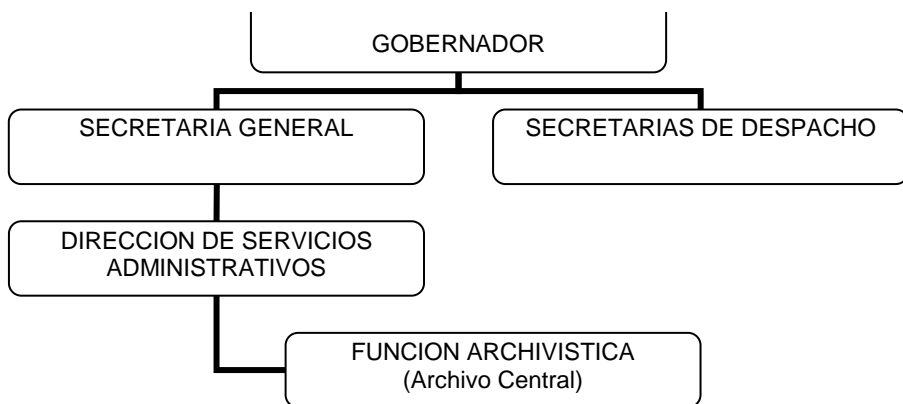 GOBERNADOR
SECRETARIA GENERAL
SECRETARIAS DE DESPACHO
DIRECCION DE SERVICIOS
ADMINISTRATIVOS
FUNCION ARCHIVISTICA
(Archivo Central)